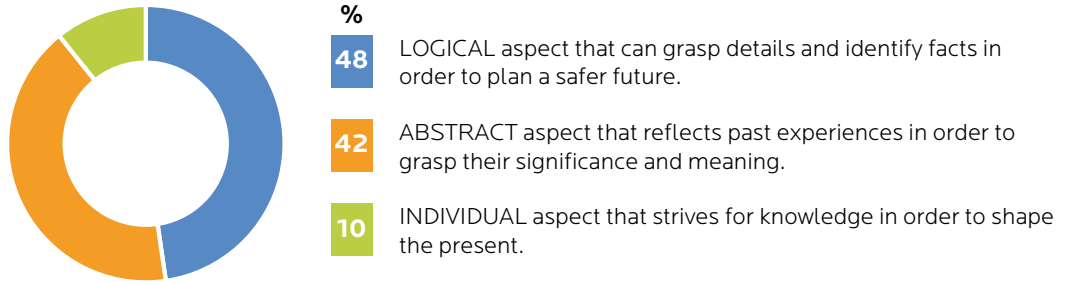 %
48
LOGICAL aspect that can grasp details and identify facts in
order to plan a safer future.
42
ABSTRACT aspect that reflects past experiences in order to
grasp their significance and meaning.
10
INDIVIDUAL aspect that strives for knowledge in order to shape
the present.